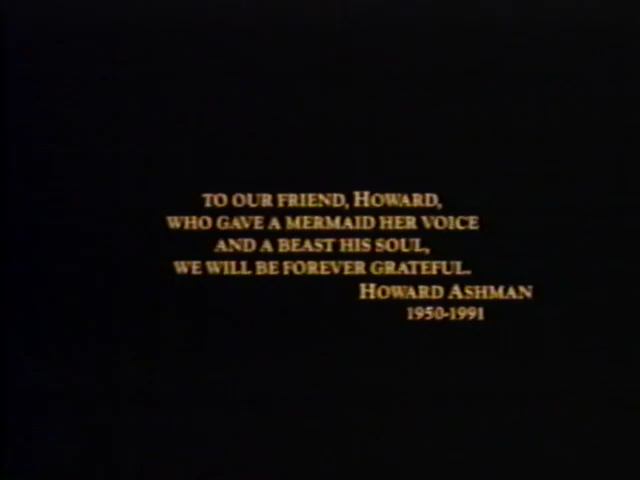 TO OUR FRIEND, HOWARD,
WHO GAVE A MERMAID HER VOICE
AND A BEAST HIS SOUL,
WE WILL BE FOREVER GRATEFUL.
HOWARD ASHMAN
1950-1991